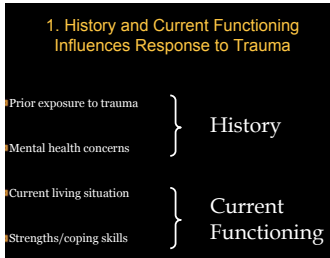 1. History and Current Functioning
Influences Response to Trauma
Prior exposure to trauma
History
Mental health concerns
Current living situation
Current
Functioning
Strengths/coping skills